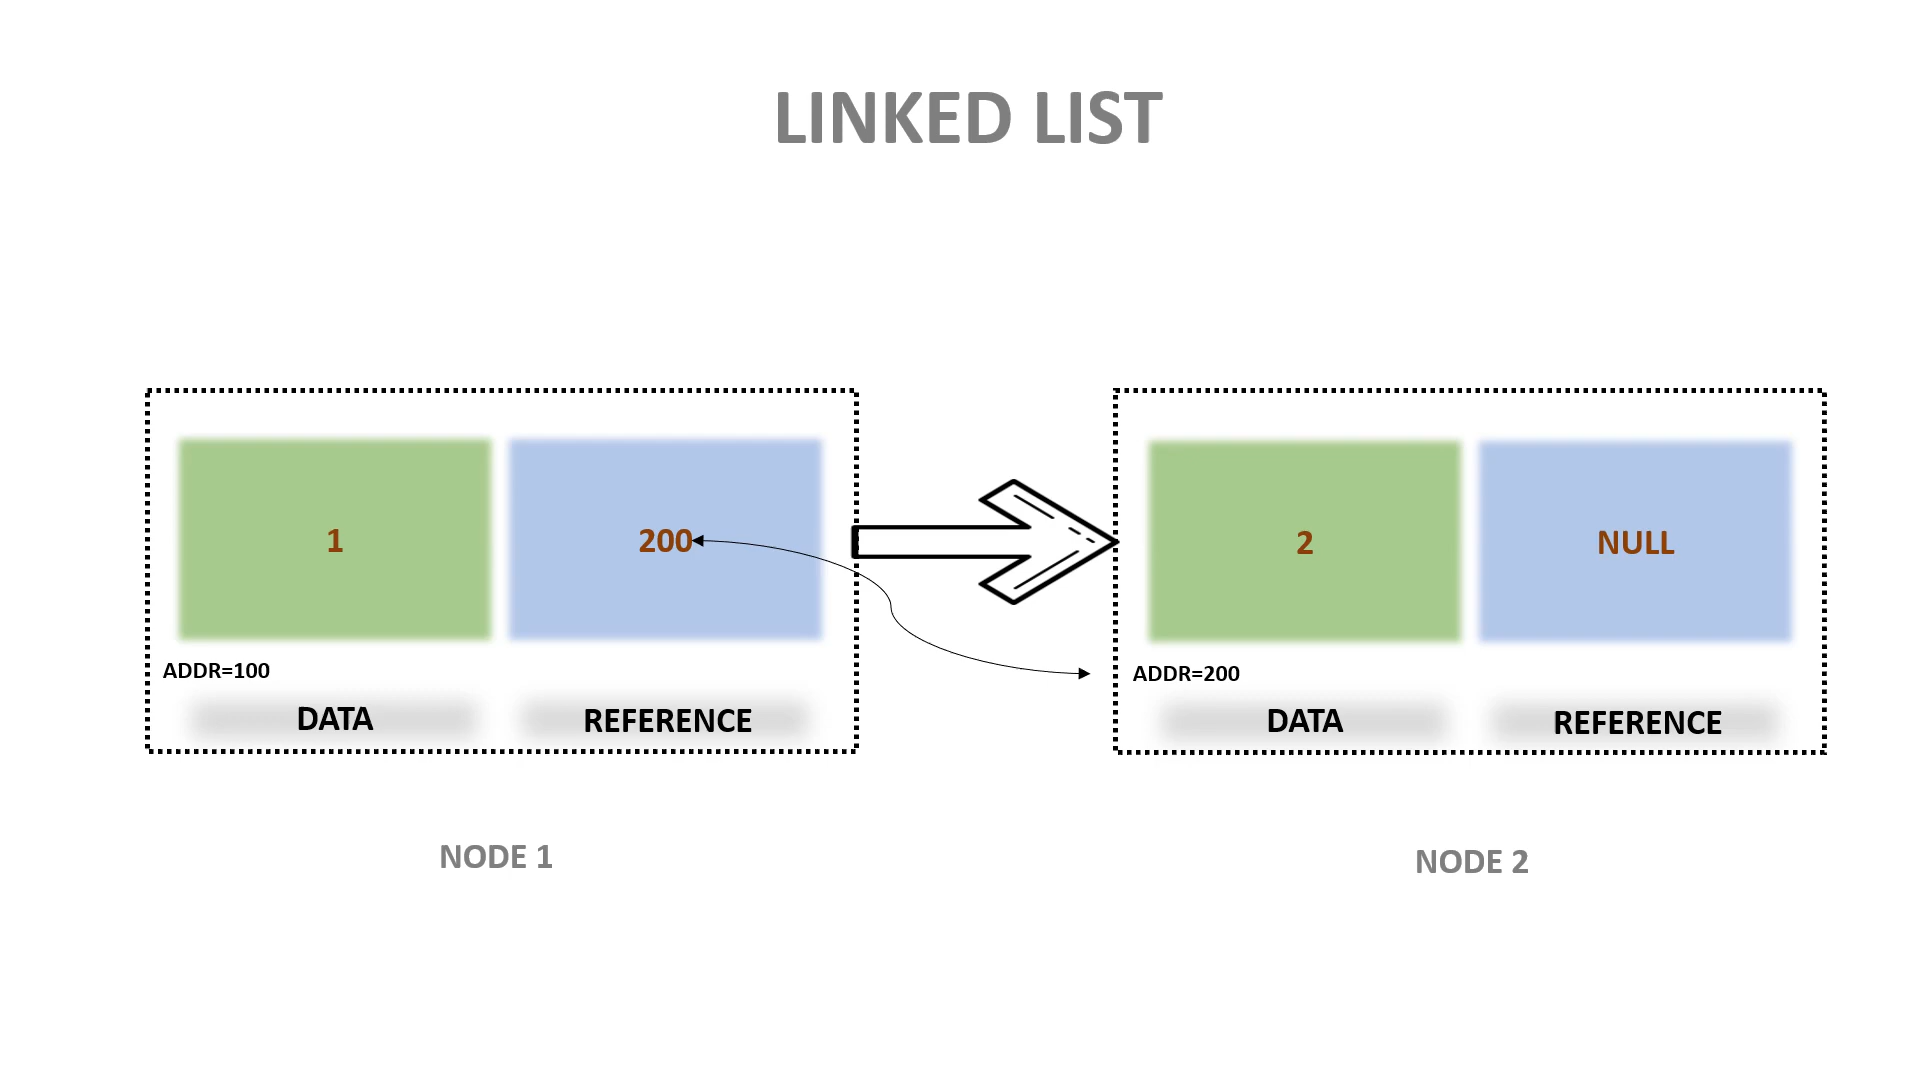 LINKED LIST
1
200
ADDR=100
DATA
REFERENCE
2
NULL
ADDR=200
DATA
REFERENCE
NODE 1
NODE 2